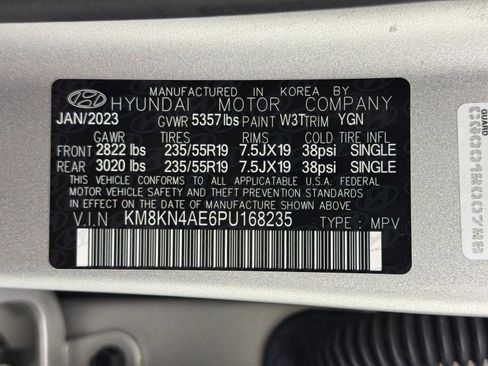 MANUFACTURED IN KOREA BY
HYUNDAI MOTOR COMPANY
JAN/2023 GVWR 5357 lbs PAINT W3T TRIM YGN
GAWR TIRES RIMS COLD TIRE INFL
FRONT 2822 lbs 235/55R19 7.5JX19 38psi SINGLE
REAR 3020 lbs 235/55R19 7.5JX19 38psi SINGLE
THIS VEHICLE CONFORMS TO ALL APPLICABLE U.S.A. FEDERAL
MOTOR VEHICLE SAFETY AND THEFT PREVENTION STANDARDS
IN EFFECT ON THE DATE OF MANUFACTURE SHOWN ABOVE.
V.I.N KM8KN4AE6PU168235 TYPE : MPV
GUARD